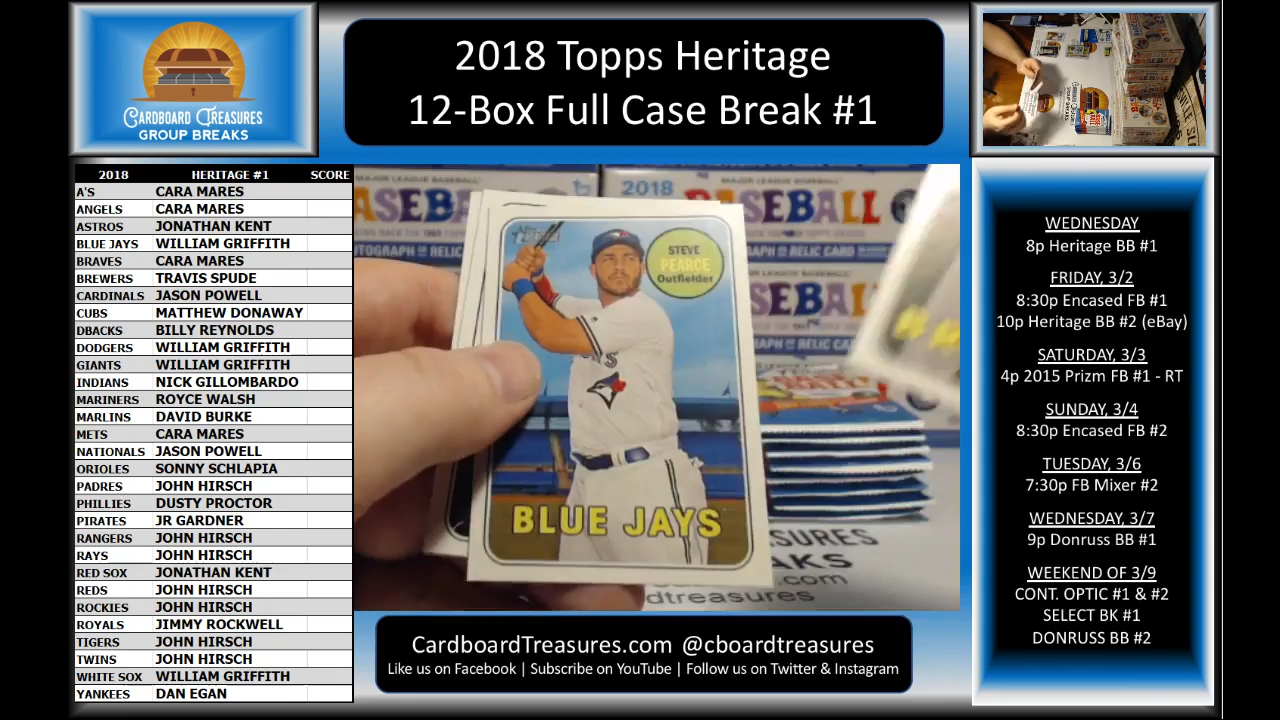 CARDBOARD TREASURES
GROUP BREAKS
2018 Topps Heritage
12-Box Full Case Break #1
2018 HERITAGE #1 SCORE
A'S CARA MARES
ANGELS CARA MARES
ASTROS JONATHAN KENT
BLUE JAYS WILLIAM GRIFFITH
BRAVES CARA MARES
BREWERS TRAVIS SPUDE
CARDINALS JASON POWELL
CUBS MATTHEW DONAWAY
DBACKS BILLY REYNOLDS
DODGERS WILLIAM GRIFFITH
GIANTS WILLIAM GRIFFITH
INDIANS NICK GILLOMBARDO
MARINERS ROYCE WALSH
MARLINS DAVID BURKE
METS CARA MARES
NATIONALS JASON POWELL
ORIOLES SONNY SCHLAPIA
PADRES JOHN HIRSCH
PHILLIES DUSTY PROCTOR
PIRATES JR GARDNER
RANGERS JOHN HIRSCH
RAYS JOHN HIRSCH
RED SOX JONATHAN KENT
REDS JOHN HIRSCH
ROCKIES JOHN HIRSCH
ROYALS JIMMY ROCKWELL
TIGERS JOHN HIRSCH
TWINS JOHN HIRSCH
WHITE SOX WILLIAM GRIFFITH
YANKEES DAN EGAN
MAJOR LEAGUE BASEBALL
2018
BASEBALL
STEVE
PEARCE
Outfielder
BLUE JAYS
CardboardTreasures.com @cboardtreasures
Like us on Facebook | Subscribe on YouTube | Follow us on Twitter & Instagram
WEDNESDAY
8p Heritage BB #1
FRIDAY, 3/2
8:30p Encased FB #1
10p Heritage BB #2 (eBay)
SATURDAY, 3/3
4p 2015 Prizm FB #1 - RT
SUNDAY, 3/4
8:30p Encased FB #2
TUESDAY, 3/6
7:30p FB Mixer #2
WEDNESDAY, 3/7
9p Donruss BB #1
WEEKEND OF 3/9
CONT. OPTIC #1 & #2
SELECT BK #1
DONRUSS BB #2